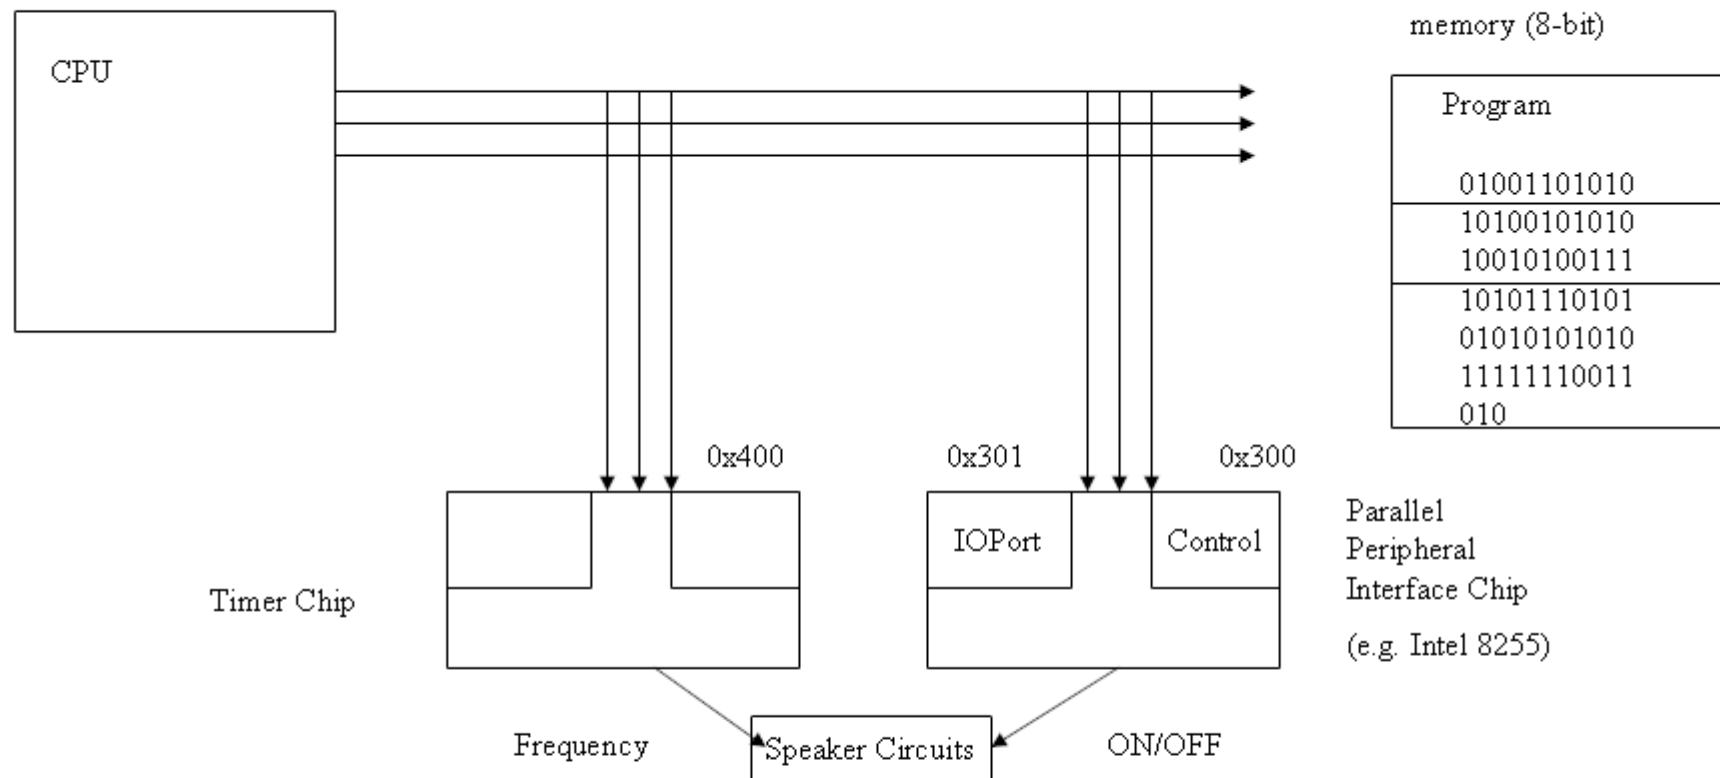 memory (8-bit)
CPU
Program
01001101010
10100101010
10010100111
10101110101
01010101010
11111110011
010
0x400
0x301
0x300
IOPort
Control
Parallel
Peripheral
Interface Chip
(e.g. Intel 8255)
Timer Chip
Frequency
Speaker Circuits
ON/OFF